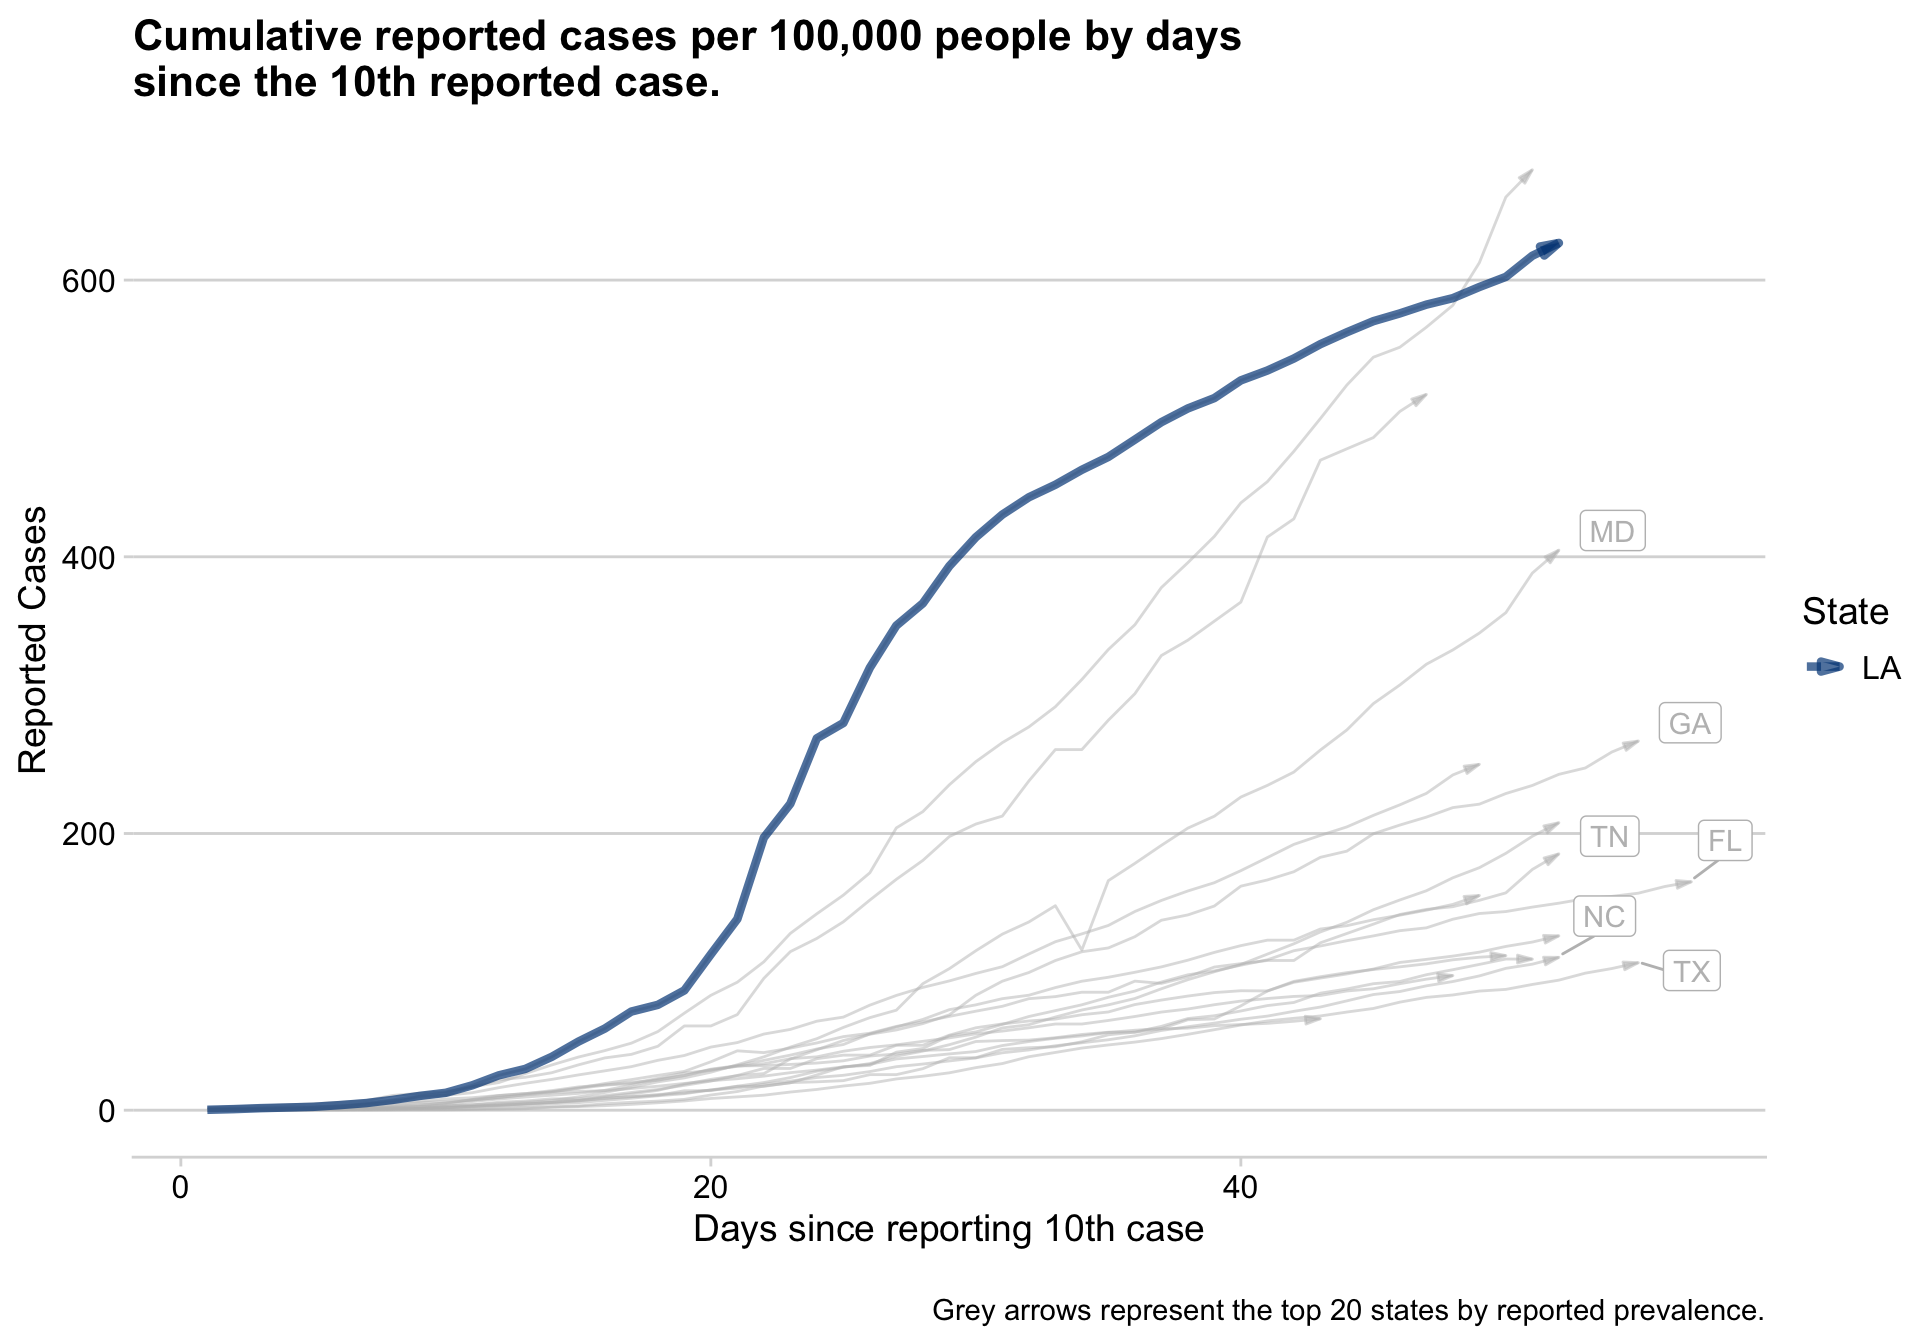 Cumulative reported cases per 100,000 people by days
since the 10th reported case.
Reported Cases
600
400
200
0
MD
GA
TN
FL
NC
TX
State
LA
0
20
40
Days since reporting 10th case
Grey arrows represent the top 20 states by reported prevalence.